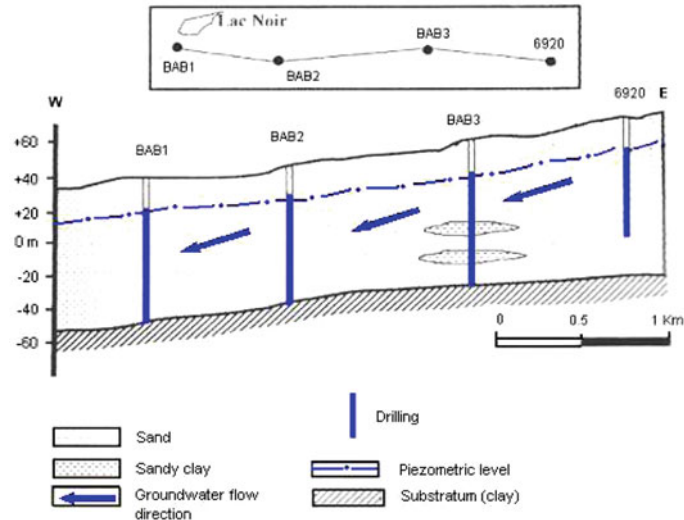 Lac Noir
BAB1
BAB2
BAB3
6920
W
6920 E
BAB3
BAB2
BAB1
+60
+40
+20
0 m
-20
-40
-60
0 0.5 1 Km
Drilling
Sand
Sandy clay
Piezometric level
Groundwater flow
direction
Substratum (clay)